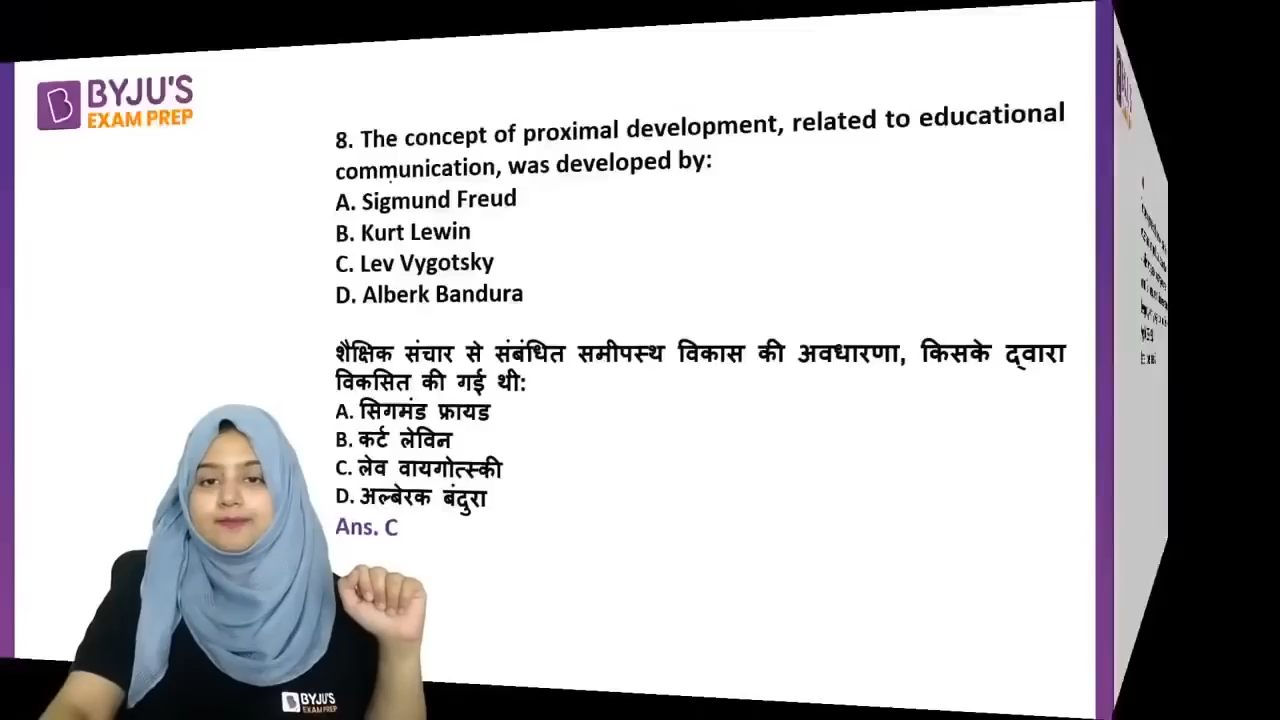 BYJU'S
EXAM PREP
8. The concept of proximal development, related to educational
communication, was developed by:
A. Sigmund Freud
B. Kurt Lewin
C. Lev Vygotsky
D. Alberk Bandura
शैक्षिक संचार से संबंधित समीपस्थ विकास की अवधारणा, किसके द्वारा
विकसित की गई थी:
A. सिगमंड फ्रायड
B. कर्ट लेविन
C. लेव वायगोत्स्की
D. अल्बेरक बंदुरा
Ans. C
BYJU'S
EXAM PREP